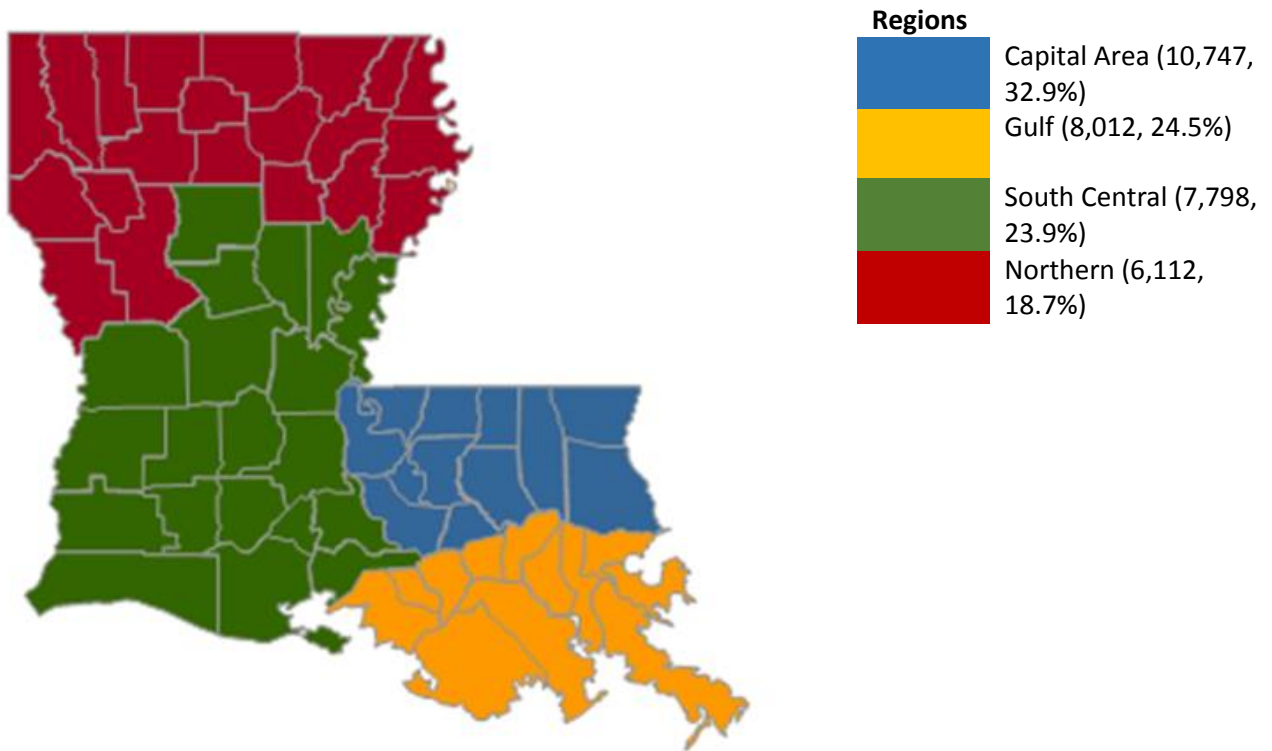 Regions
Capital Area (10,747,
32.9%)
Gulf (8,012, 24.5%)
South Central (7,798,
23.9%)
Northern (6,112,
18.7%)